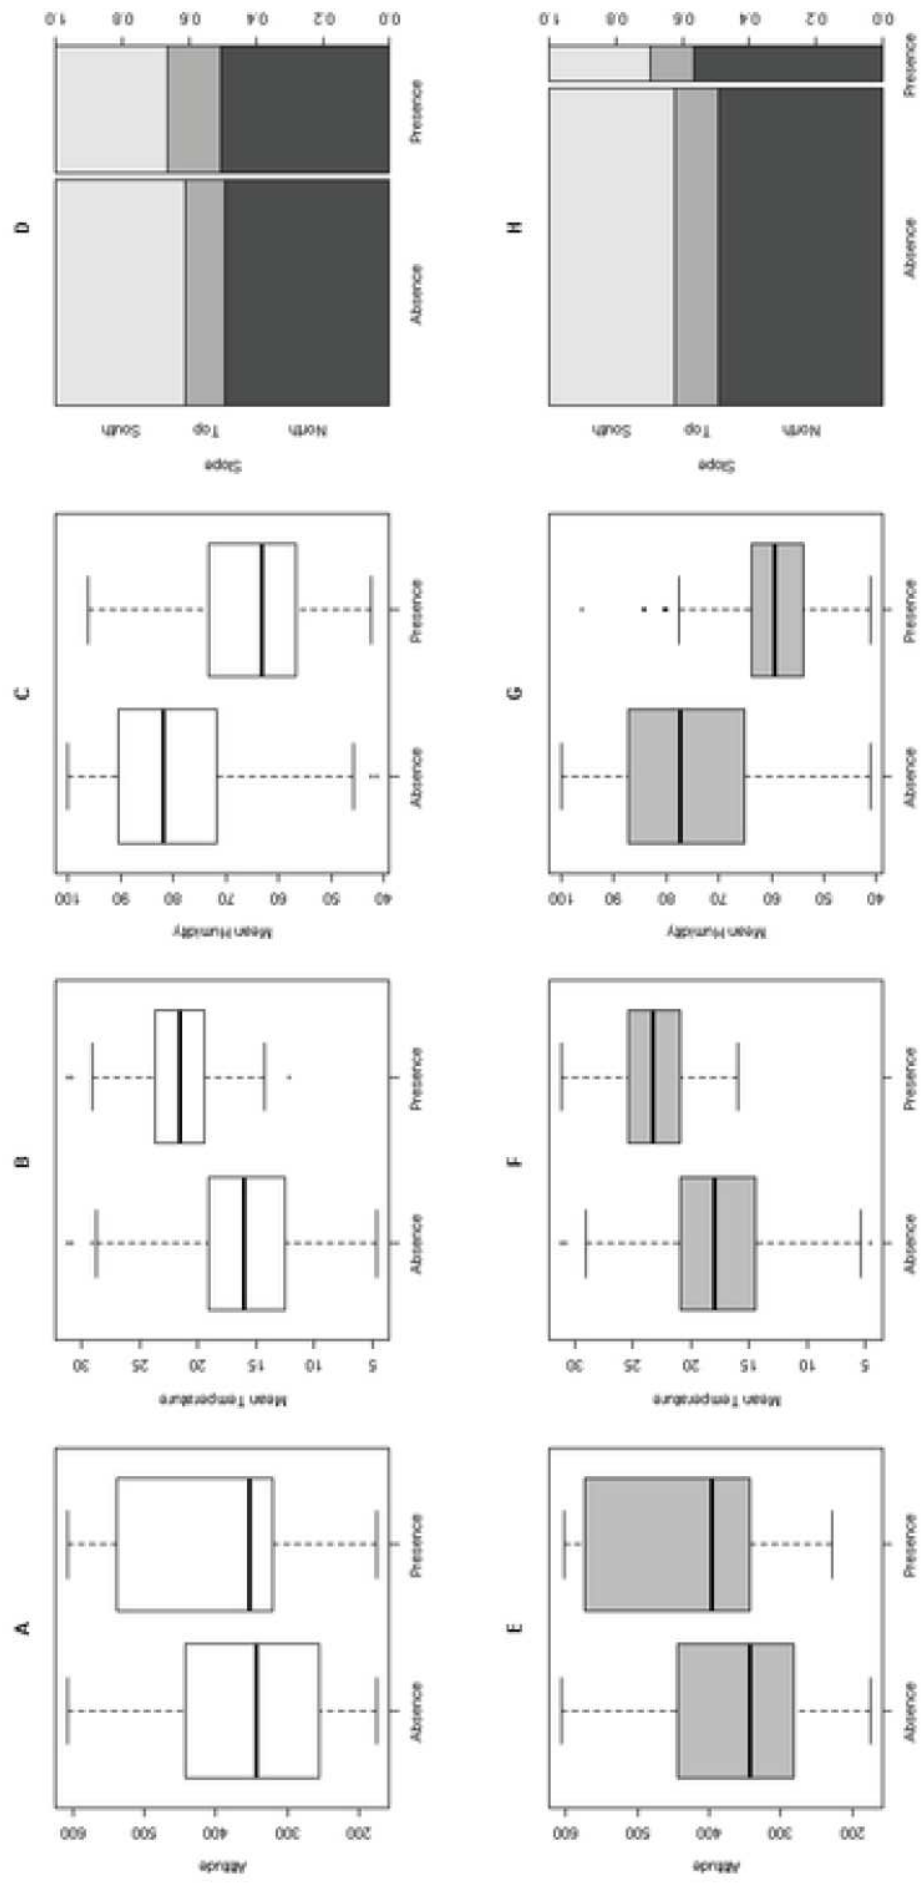 A
Altitude
600
500
400
300
200
Absence
Presence
B
Mean Temperature
30
25
20
15
10
5
Absence
Presence
C
Mean Humidity
100
90
80
70
60
50
40
Absence
Presence
D
Slope
South
Top
North
1.0
0.8
0.6
0.4
0.2
0.0
Absence
Presence
E
Altitude
600
500
400
300
200
Absence
Presence
F
Mean Temperature
30
25
20
15
10
5
Absence
Presence
G
Mean Humidity
100
90
80
70
60
50
40
Absence
Presence
H
Slope
South
Top
North
1.0
0.8
0.6
0.4
0.2
0.0
Absence
Presence